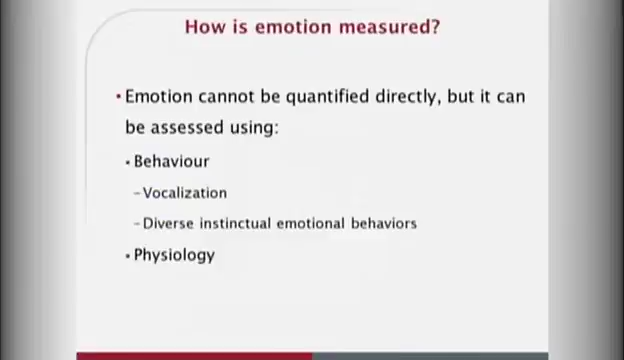 How is emotion measured?
• Emotion cannot be quantified directly, but it can
be assessed using:
• Behaviour
– Vocalization
– Diverse instinctual emotional behaviors
• Physiology